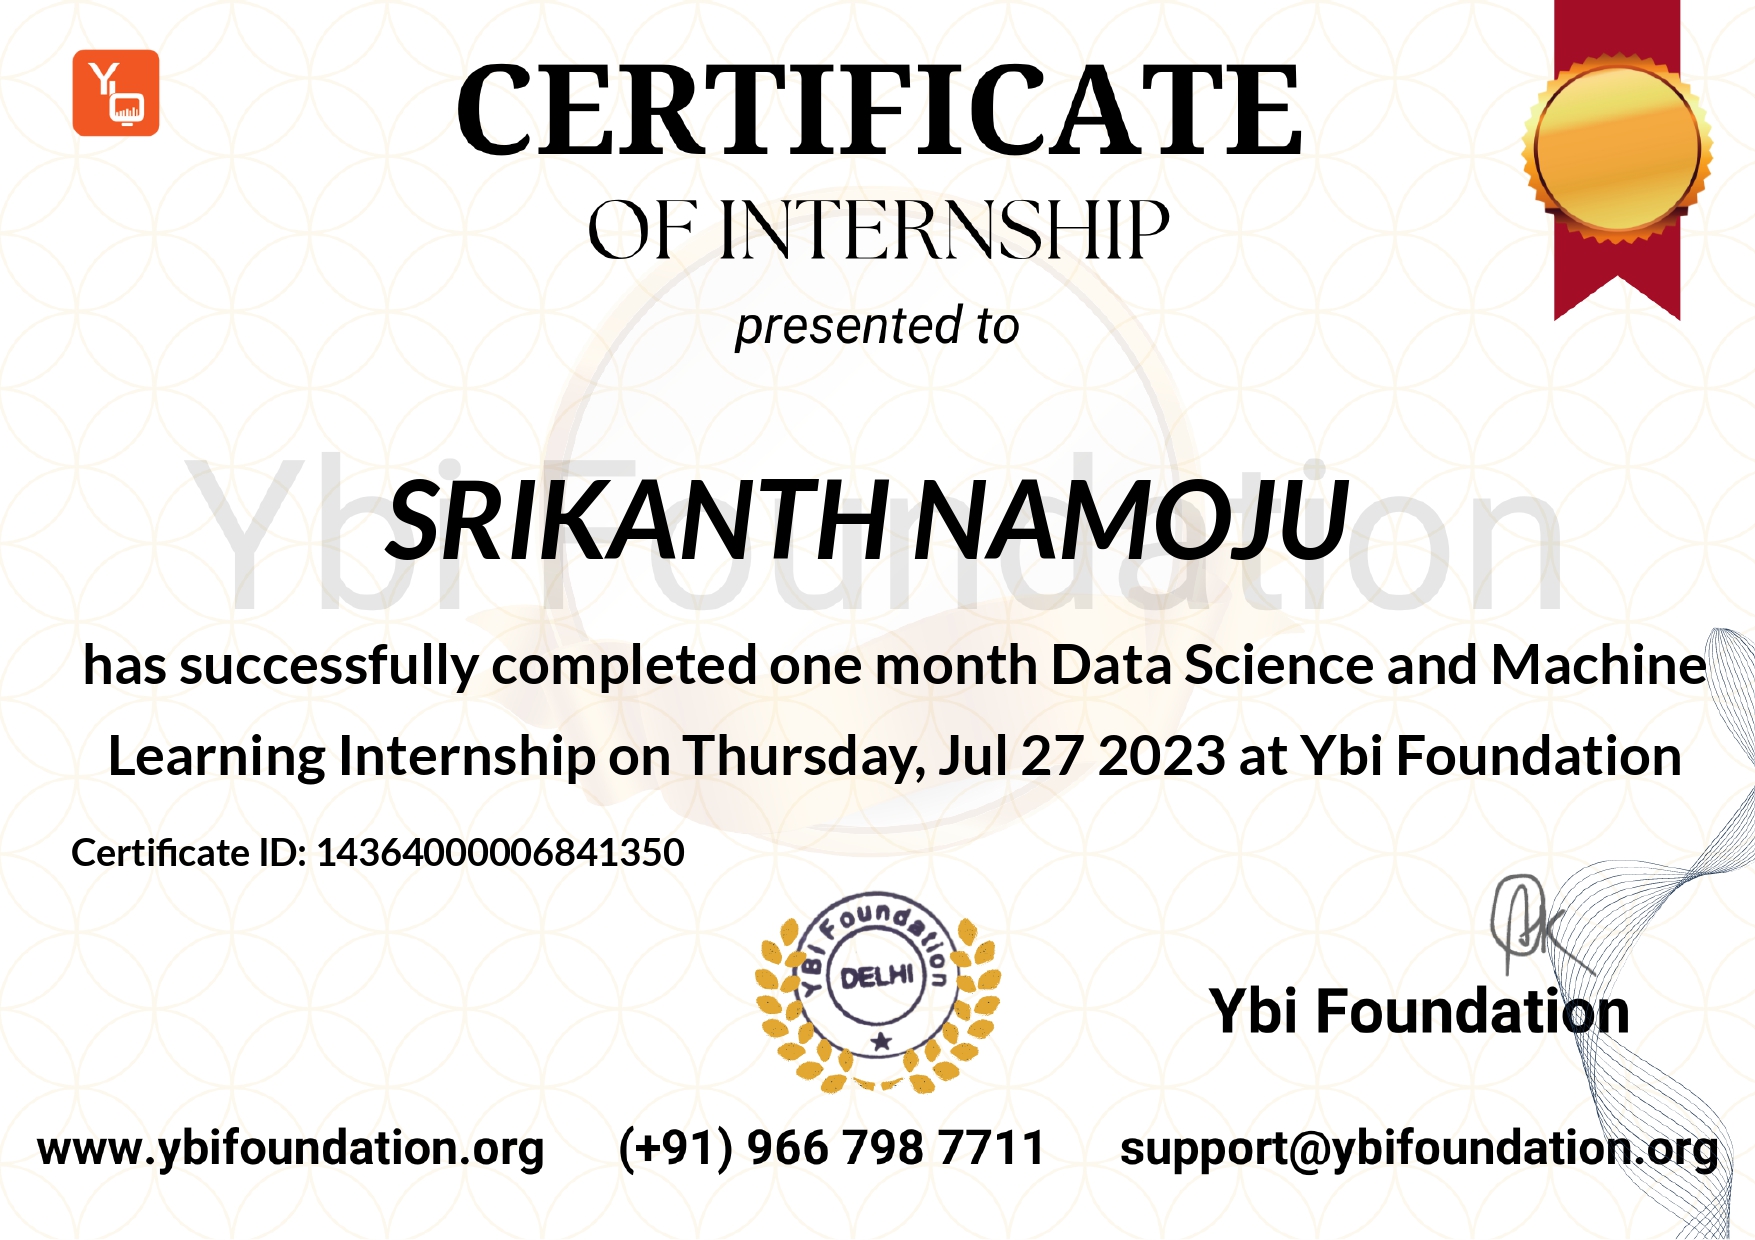 CERTIFICATE
OF INTERNSHIP
presented to
Ybi Foundation
SRIKANTH NAMOJU
has successfully completed one month Data Science and Machine
Learning Internship on Thursday, Jul 27 2023 at Ybi Foundation
Certificate ID: 14364000006841350
YBI Foundation
DELHI
Ybi Foundation
www.ybifoundation.org (+91) 966 798 7711 support@ybifoundation.org